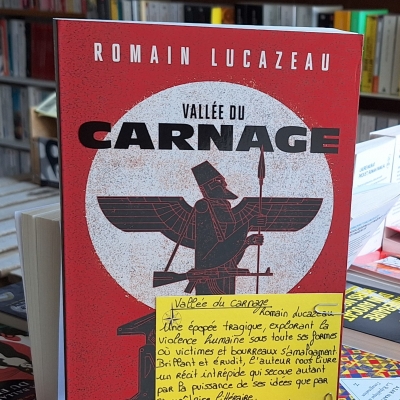 ROMAIN LUCAZEAU
VALLÉE DU
CARNAGE
Vallée du carnage
Romain Lucazeau
Une épopée tragique, explorant la
violence humaine sous toute ses formes
où victimes et bourreaux s'amalgament.
Brillant et érudit, l'auteur nous livre
un récit intrépide qui secoue autant
par la puissance de ses idées que par
littéraire